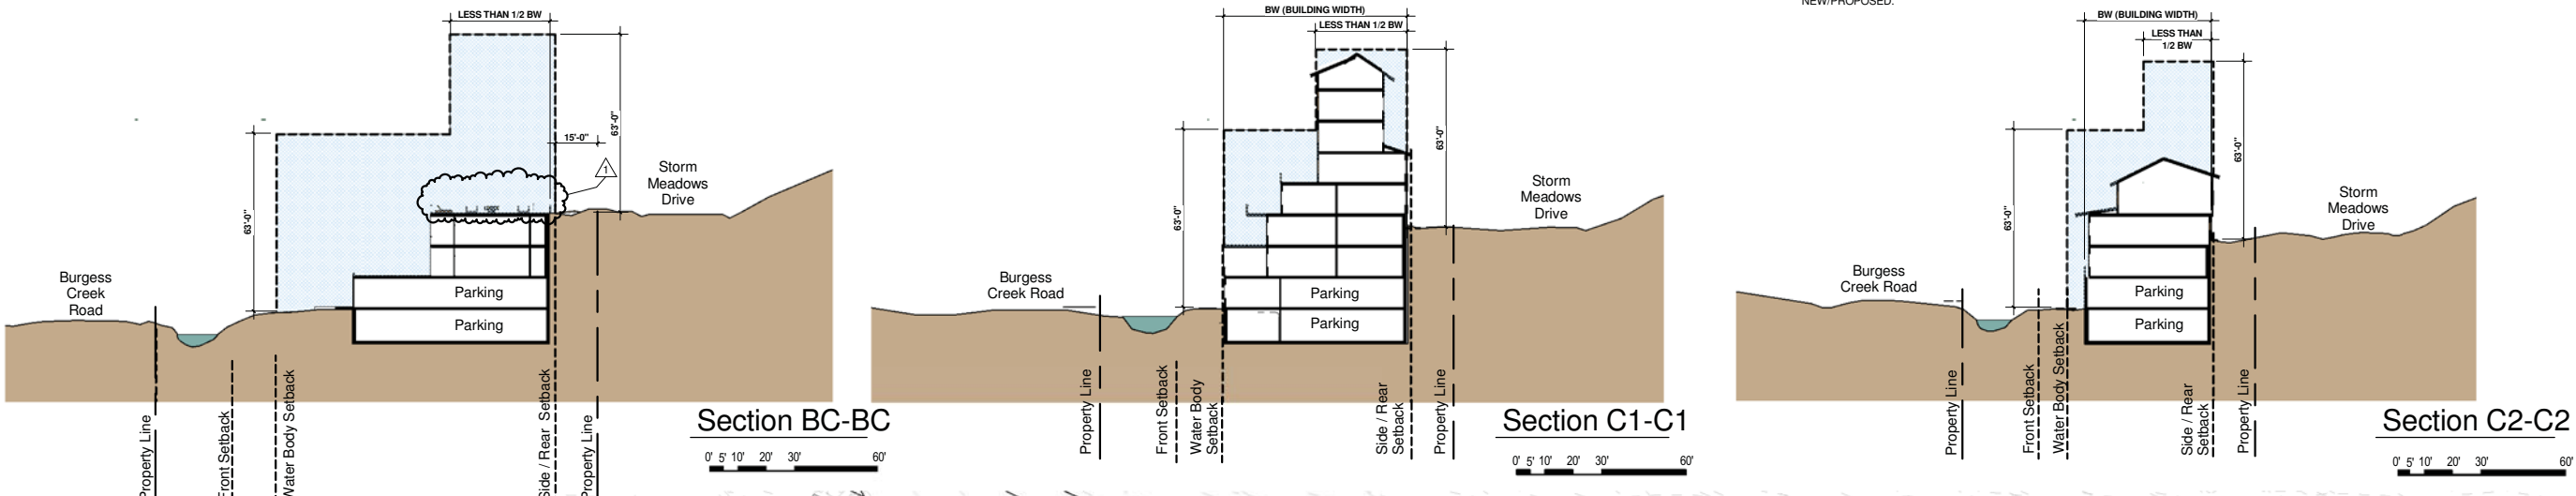 NEW/PROPOSED.
LESS THAN 1/2 BW
63'-0"
63'-0"
15'-0"
1
Storm
Meadows
Drive
Burgess
Creek
Road
Parking
Parking
Property Line
Front Setback
Water Body Setback
Side / Rear Setback
Property Line
Section BC-BC
0' 5' 10' 20' 30' 60'
BW (BUILDING WIDTH)
LESS THAN 1/2 BW
63'-0"
63'-0"
Storm
Meadows
Drive
Burgess
Creek Road
Parking
Parking
Property Line
Front Setback
Water Body
Setback
Side / Rear
Setback
Property Line
Section C1-C1
0' 5' 10' 20' 30' 60'
BW (BUILDING WIDTH)
LESS THAN
1/2 BW
63'-0"
63'-0"
Storm
Meadows
Drive
Burgess
Creek Road
Parking
Parking
Property Line
Front Setback
Water Body Setback
Side / Rear
Setback
Property Line
Section C2-C2
0' 5' 10' 20' 30' 60'